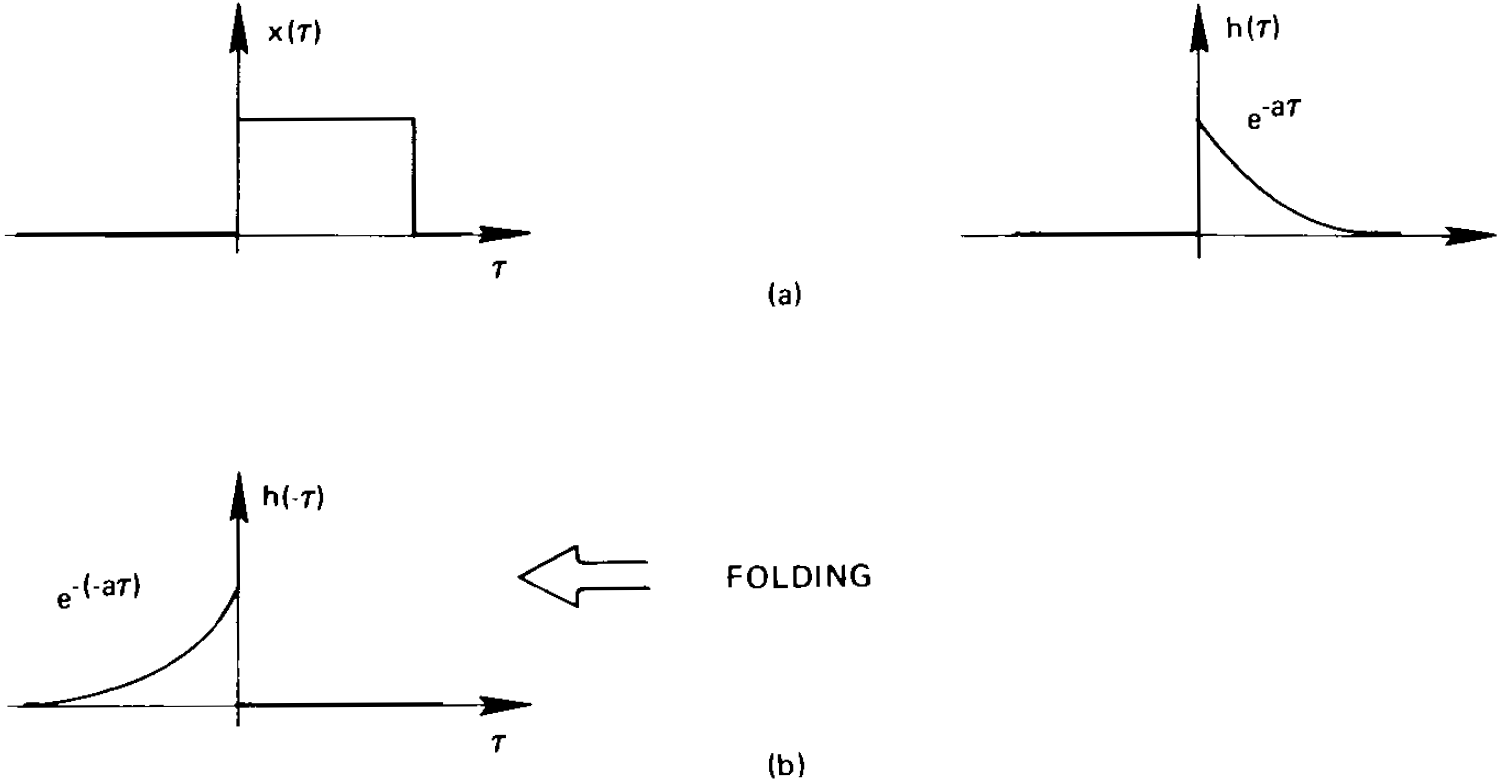 x(τ)
h(τ)
e^-aτ
τ
(a)
h(-τ)
e^-(-aτ)
FOLDING
τ
(b)